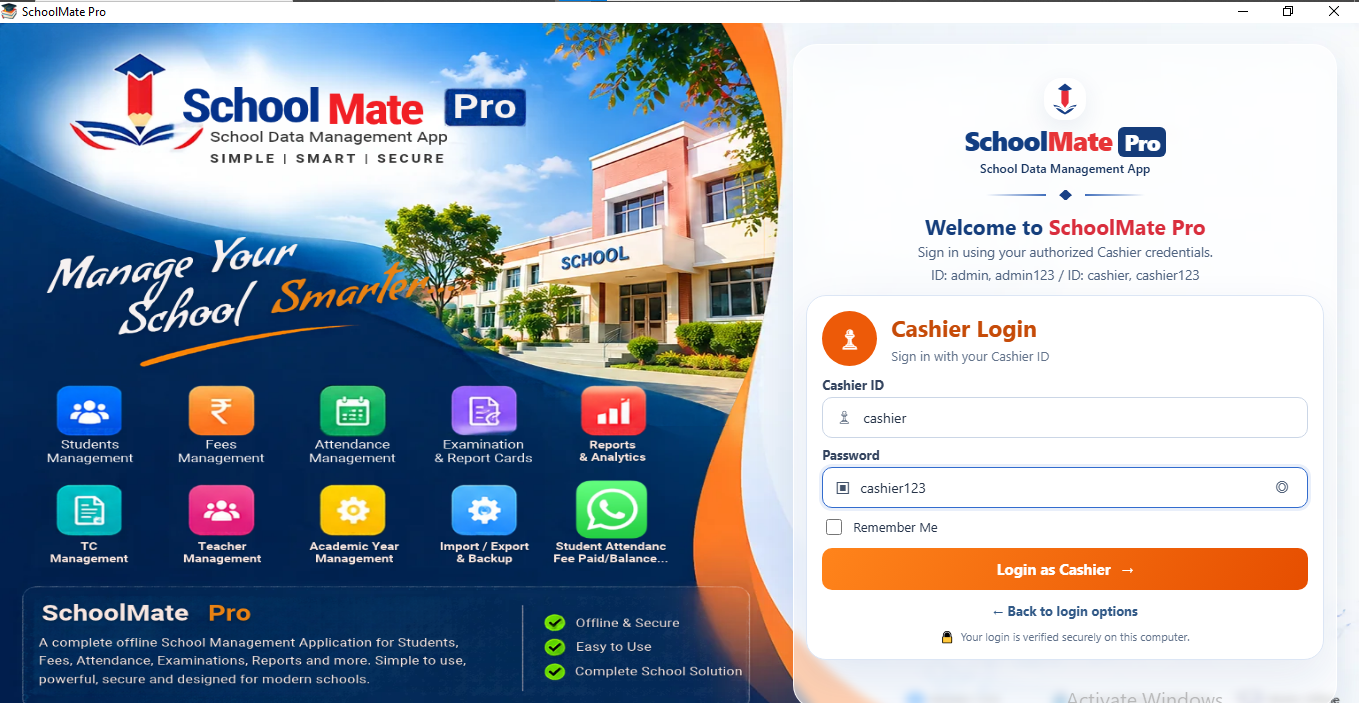 SchoolMate Pro
School Mate Pro
School Data Management App
SIMPLE | SMART | SECURE
Manage Your
School Smarter
SCHOOL
Students
Management
Fees
Management
Attendance
Management
Examination
& Report Cards
Reports
& Analytics
TC
Management
Teacher
Management
Academic Year
Management
Import / Export
& Backup
Student Attendanc
Fee Paid/Balance...
SchoolMate Pro
A complete offline School Management Application for Students,
Fees, Attendance, Examinations, Reports and more. Simple to use,
powerful, secure and designed for modern schools.
Offline & Secure
Easy to Use
Complete School Solution
SchoolMate Pro
School Data Management App
Welcome to SchoolMate Pro
Sign in using your authorized Cashier credentials.
ID: admin, admin123 / ID: cashier, cashier123
Cashier Login
Sign in with your Cashier ID
Cashier ID
cashier
Password
cashier123
Remember Me
Login as Cashier →
← Back to login options
Your login is verified securely on this computer.
Activate Windows